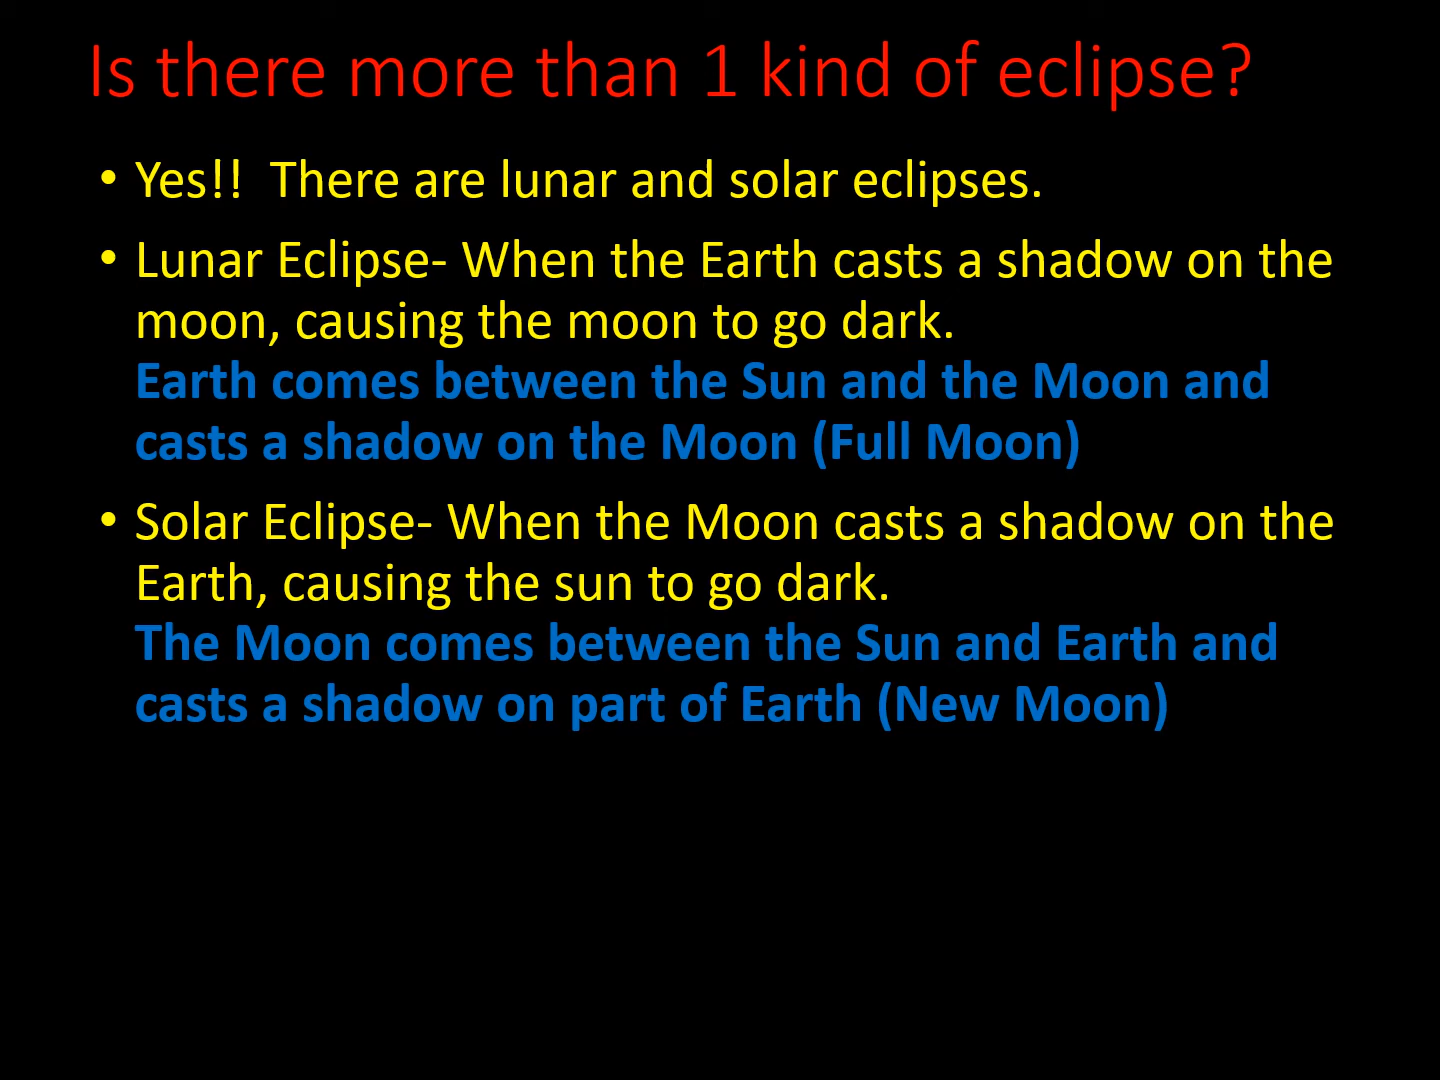 Is there more than 1 kind of eclipse?
• Yes!!  There are lunar and solar eclipses.
• Lunar Eclipse- When the Earth casts a shadow on the
moon, causing the moon to go dark.
Earth comes between the Sun and the Moon and
casts a shadow on the Moon (Full Moon)
• Solar Eclipse- When the Moon casts a shadow on the
Earth, causing the sun to go dark.
The Moon comes between the Sun and Earth and
casts a shadow on part of Earth (New Moon)